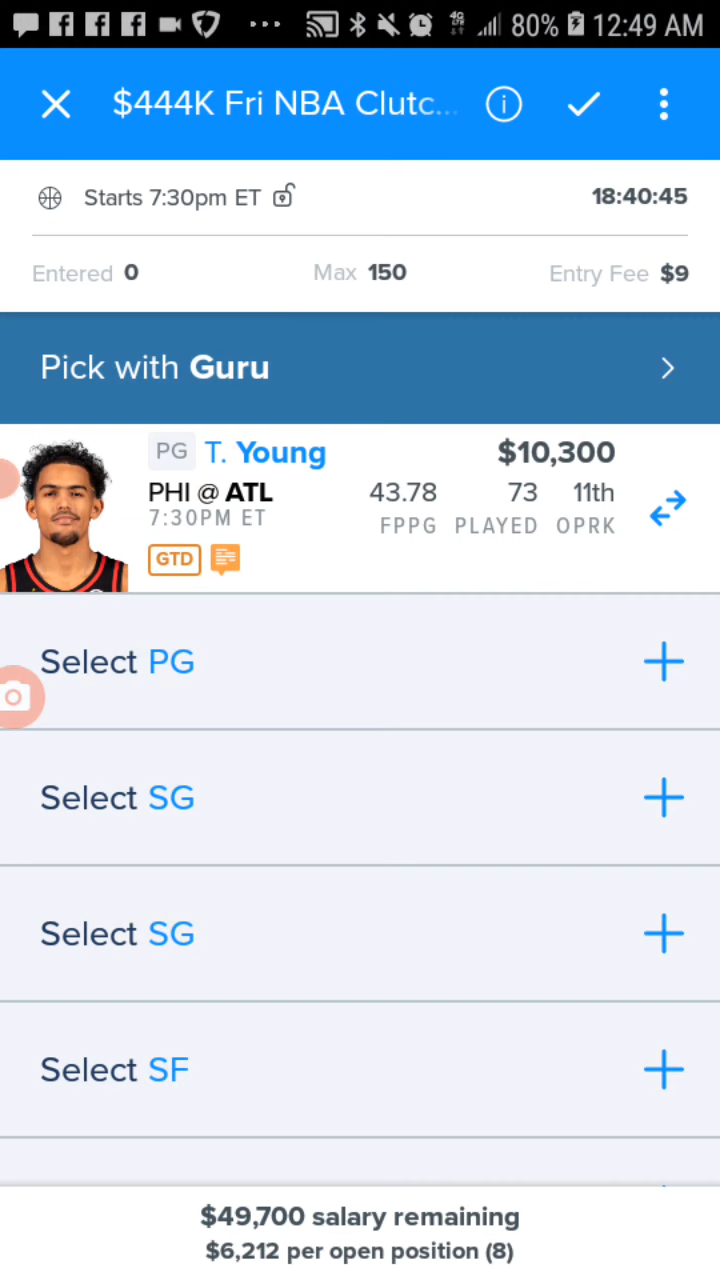 80% 12:49 AM
$444K Fri NBA Clutc...
Starts 7:30pm ET 18:40:45
Entered 0 Max 150 Entry Fee $9
Pick with Guru
PG T. Young $10,300
PHI @ ATL 43.78 73 11th
7:30PM ET FPPG PLAYED OPRK
GTD
Select PG
Select SG
Select SG
Select SF
$49,700 salary remaining
$6,212 per open position (8)